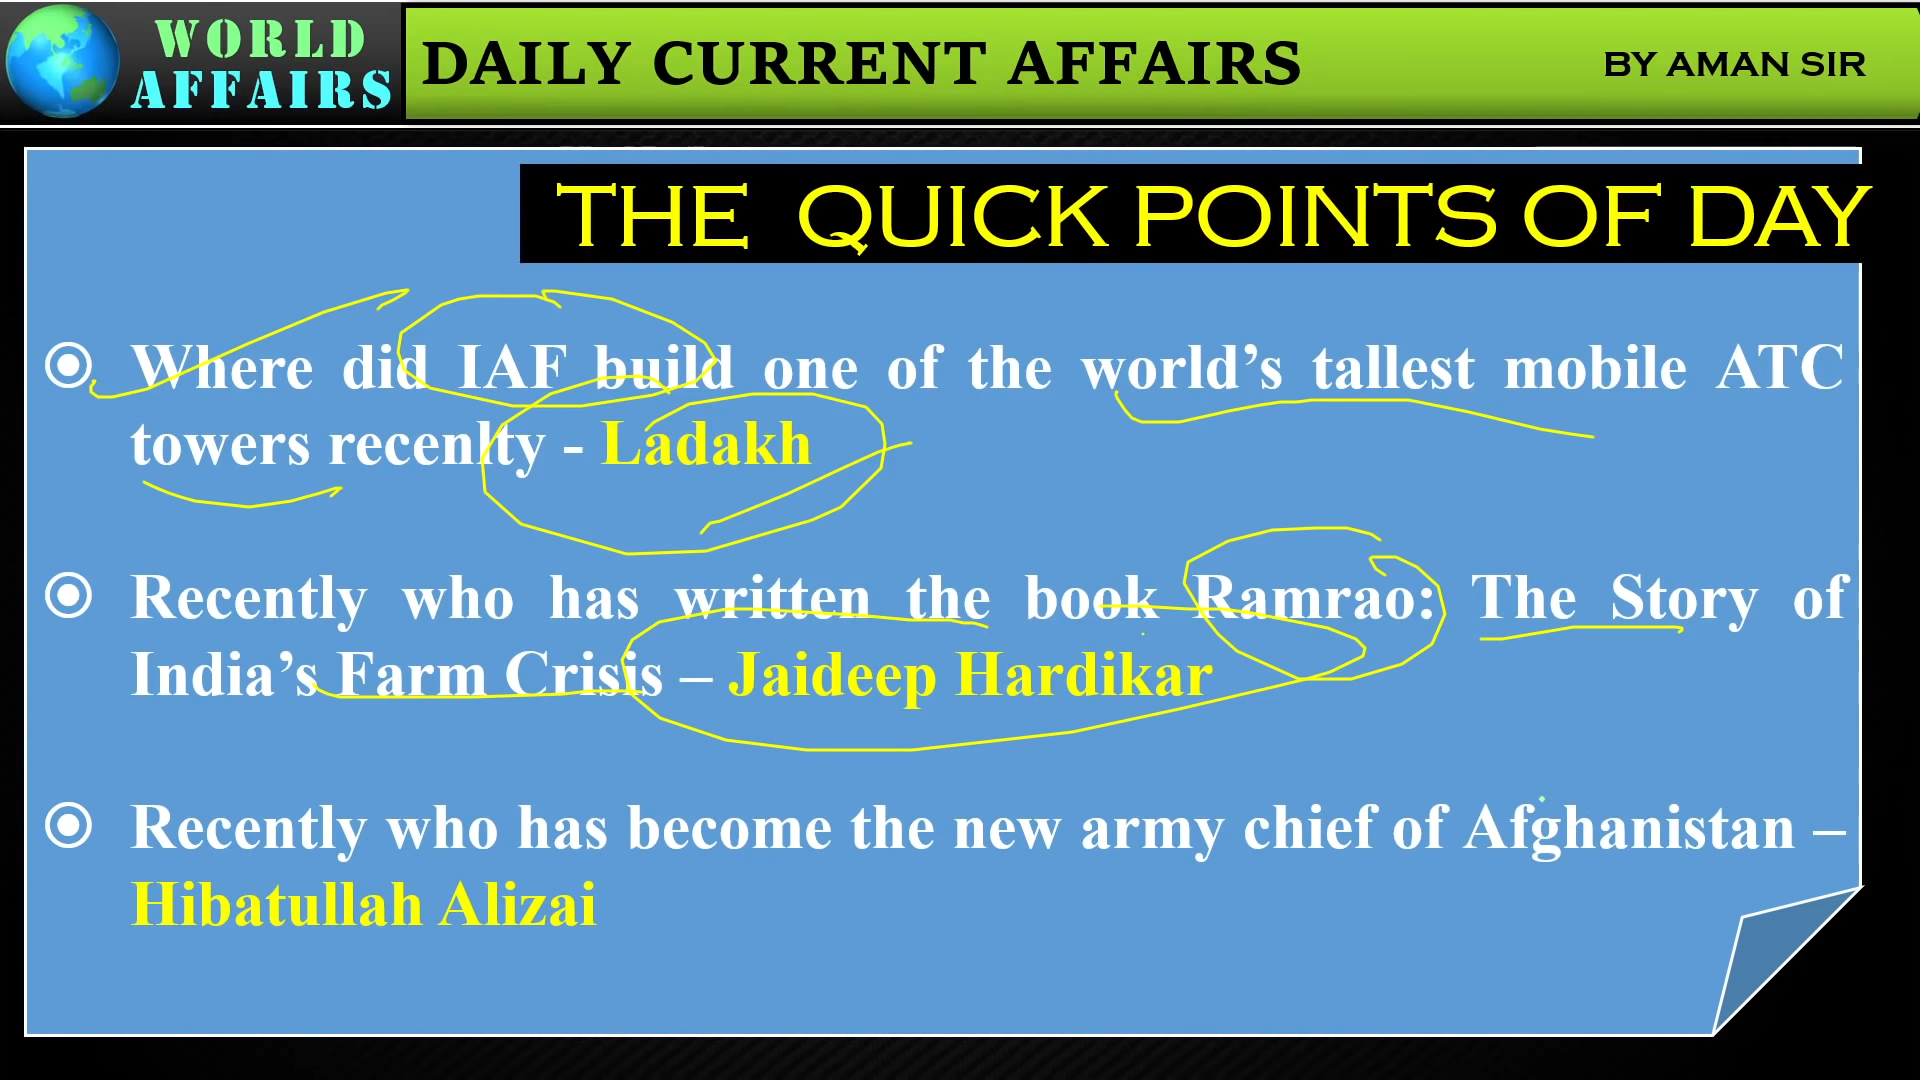 WORLD
AFFAIRS
DAILY CURRENT AFFAIRS
BY AMAN SIR
THE QUICK POINTS OF DAY
Where did IAF build one of the world's tallest mobile ATC
towers recenlty - Ladakh
Recently who has written the book Ramrao: The Story of
India's Farm Crisis – Jaideep Hardikar
Recently who has become the new army chief of Afghanistan –
Hibatullah Alizai